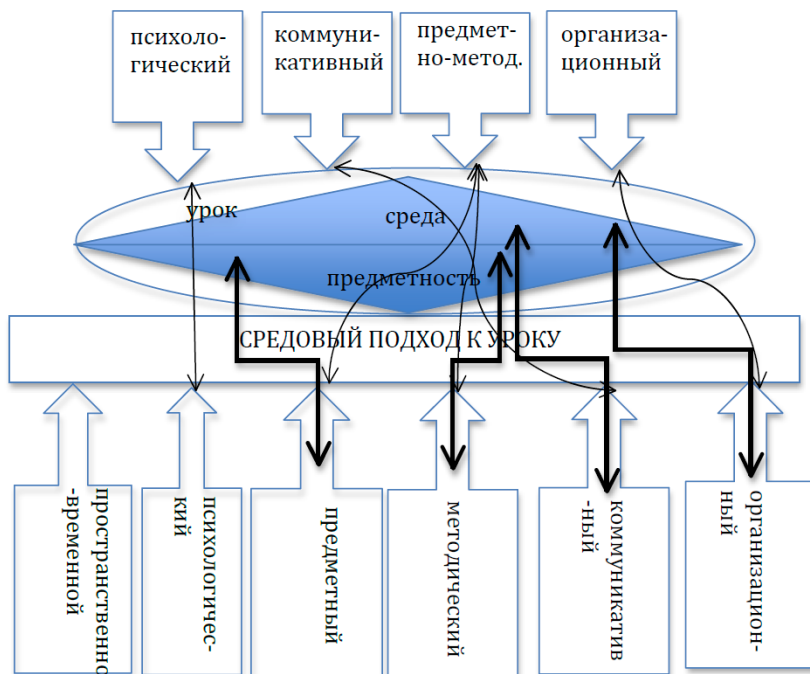 психоло-
гический
коммуни-
кативный
предмет-
но-метод.
организа-
ционный
урок
среда
предметность
СРЕДОВЫЙ ПОДХОД К УРОКУ
пространственно
-временной
психологичес-
кий
предметный
методический
коммуникатив
-ный
организацион-
ный